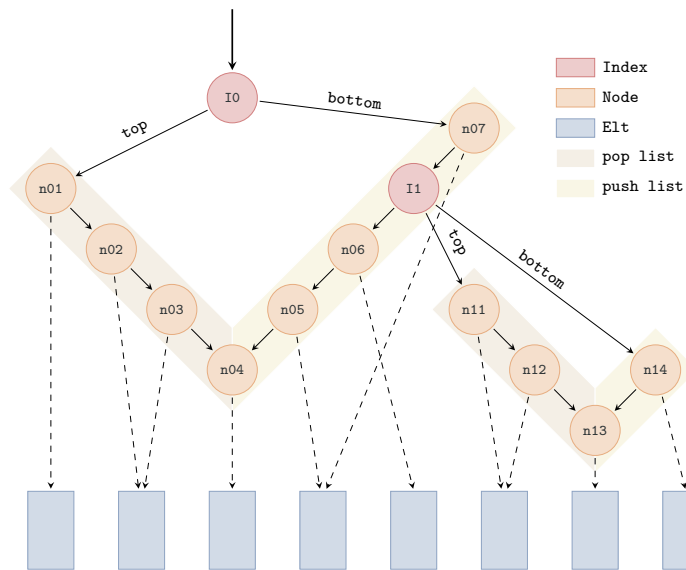 I0
bottom
top
n07
n01
I1
n02
n06
top
bottom
n03
n05
n11
n04
n12
n14
n13
Index
Node
Elt
pop list
push list